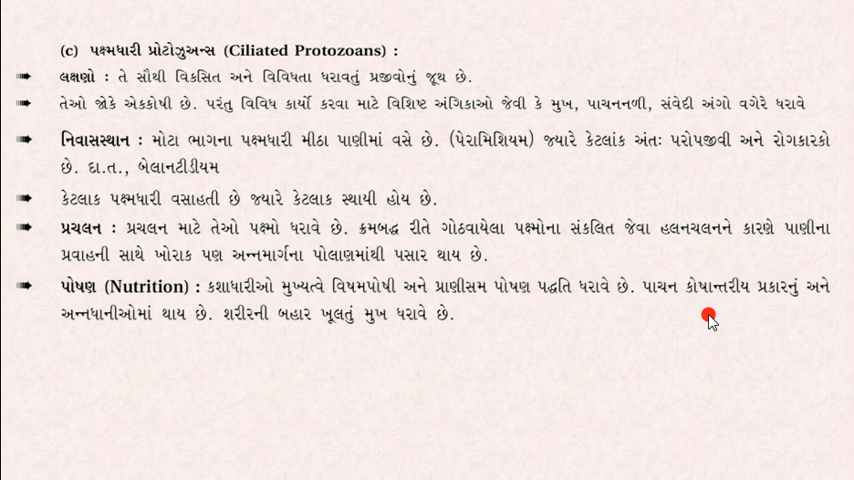 (c) પક્ષ્મધારી પ્રોટોઝુઅન્સ (Ciliated Protozoans) :
લક્ષણો : તે સૌથી વિકસિત અને વિવિધતા ધરાવતું પ્રજીવોનું જૂથ છે.
તેઓ જોકે એકકોષી છે. પરંતુ વિવિધ કાર્યો કરવા માટે વિશિષ્ટ અંગિકાઓ જેવી કે મુખ, પાચનનળી, સંવેદી અંગો વગેરે ધરાવે
નિવાસસ્થાન : મોટા ભાગના પક્ષ્મધારી મીઠા પાણીમાં વસે છે. (પેરામિશિયમ) જ્યારે કેટલાંક અંતઃ પરોપજીવી અને રોગકારકો
છે. દા.ત., બેલાનટીડીયમ
કેટલાક પક્ષ્મધારી વસાહતી છે જ્યારે કેટલાક સ્થાયી હોય છે.
પ્રચલન : પ્રચલન માટે તેઓ પક્ષ્મો ધરાવે છે. ક્રમબદ્ધ રીતે ગોઠવાયેલા પક્ષ્મોના સંકલિત જેવા હલનચલનને કારણે પાણીના
પ્રવાહની સાથે ખોરાક પણ અન્નમાર્ગના પોલાણમાંથી પસાર થાય છે.
પોષણ (Nutrition) : કશાધારીઓ મુખ્યત્વે વિષમપોષી અને પ્રાણીસમ પોષણ પદ્ધતિ ધરાવે છે. પાચન કોષાન્તરીય પ્રકારનું અને
અન્નધાનીઓમાં થાય છે. શરીરની બહાર ખૂલતું મુખ ધરાવે છે.